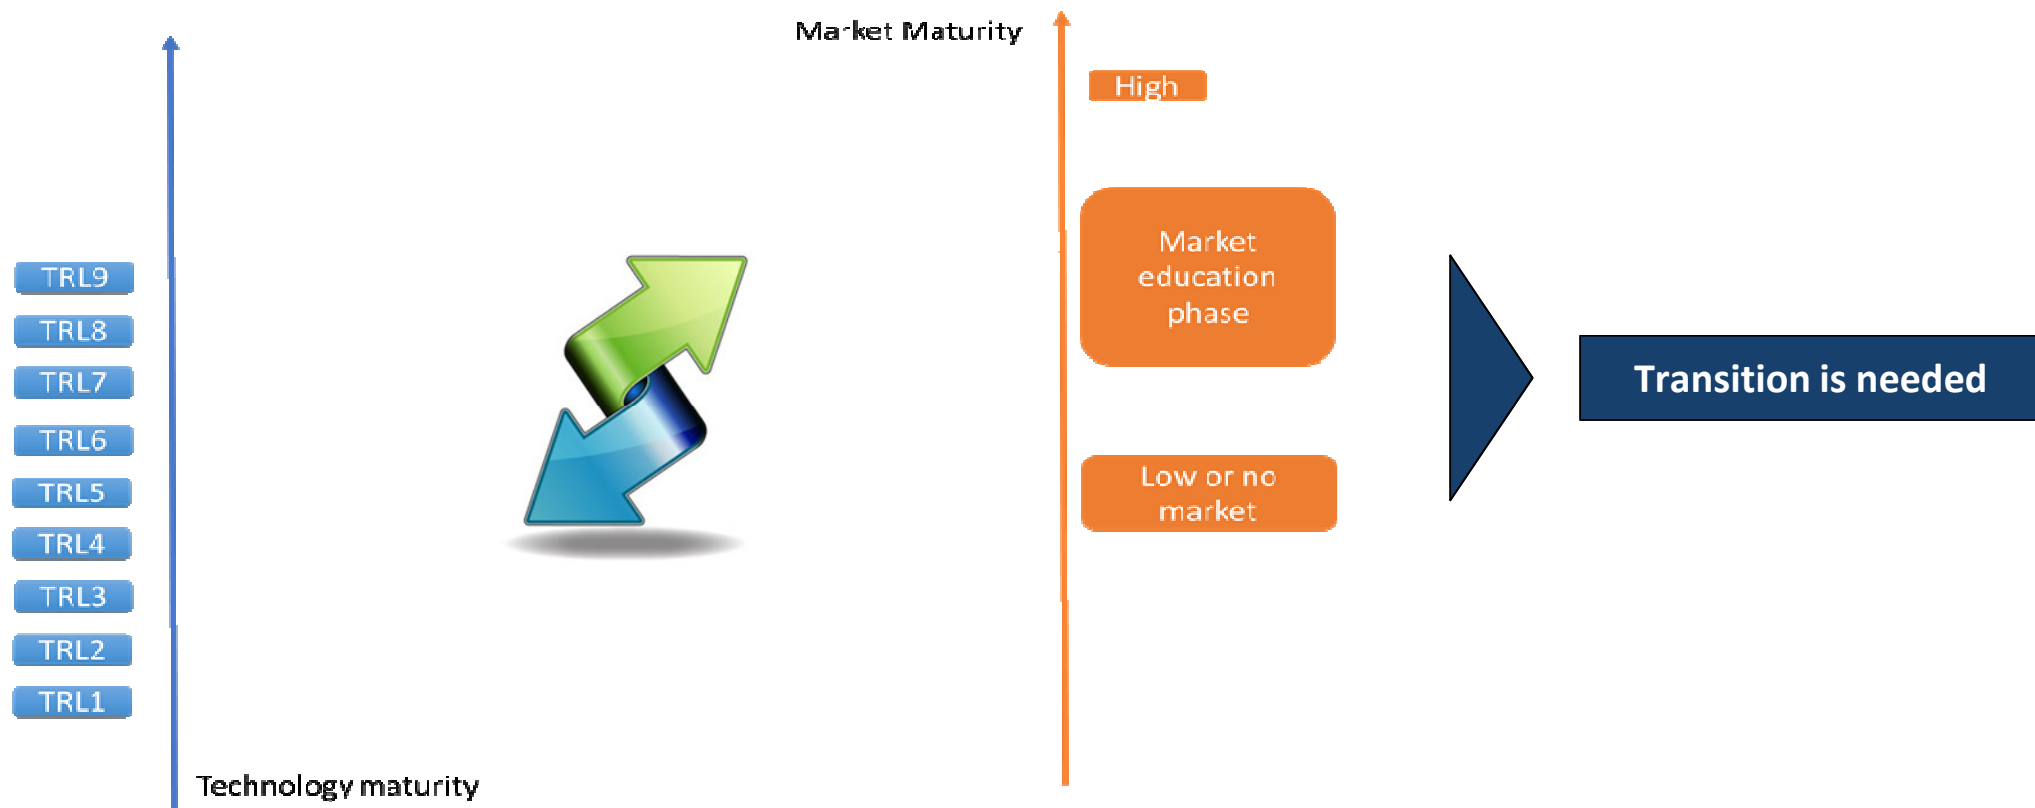 Market Maturity
High
Market
education
phase
TRL9
TRL8
TRL7
TRL6
TRL5
TRL4
TRL3
TRL2
TRL1
Low or no
market
Transition is needed
Technology maturity